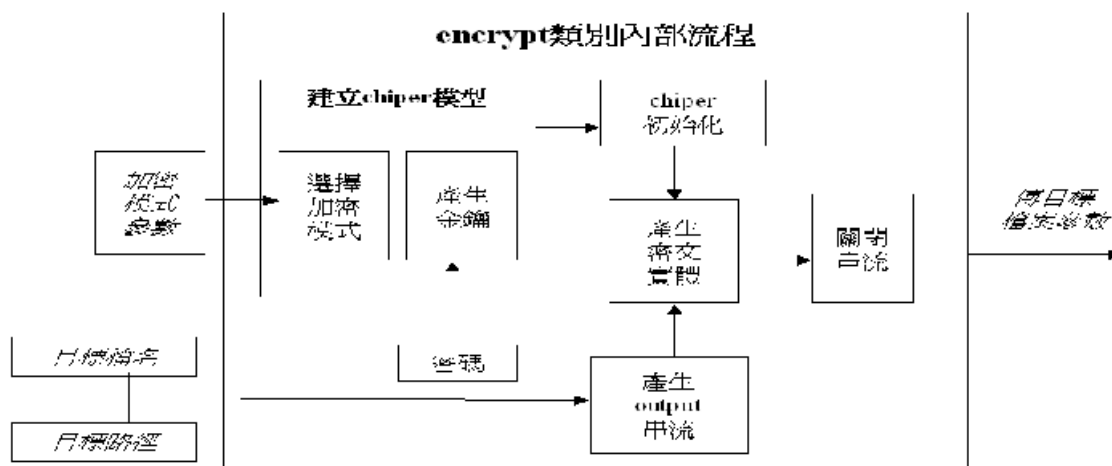 encrypt類別內部流程
建立chiper模型
chiper
初始化
加密
模式C
參數
選擇
加密
模式
產生
金鑰
產生
密文
實體
關閉
串流
傳目標
檔案參數
目標檔名
密碼
產生
output
串流
目標路徑